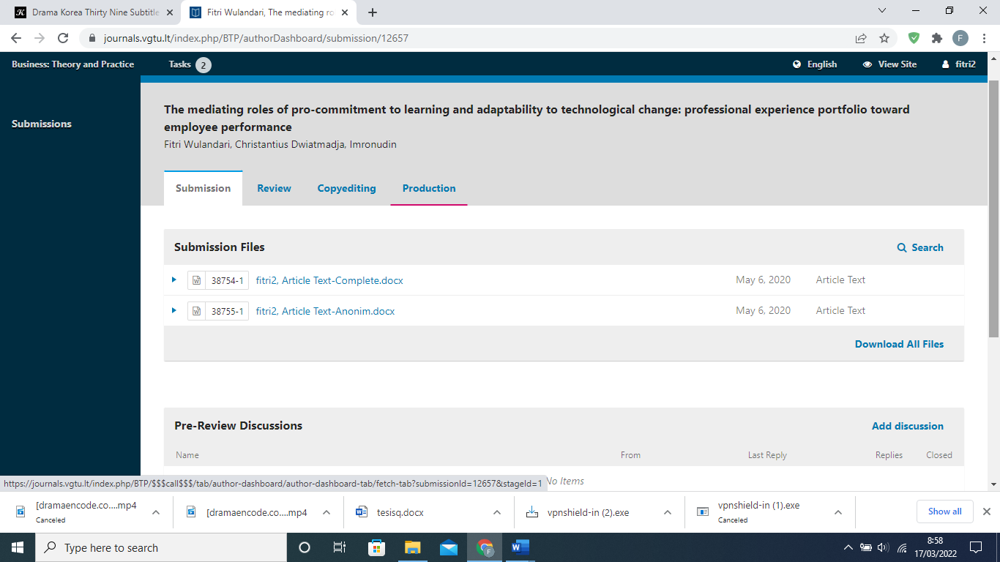 Drama Korea Thirty Nine Subtitle
Fitri Wulandari, The mediating ro
journals.vgtu.lt/index.php/BTP/authorDashboard/submission/12657
F
Business: Theory and Practice
Tasks 2
English
View Site
fitri2
Submissions
The mediating roles of pro-commitment to learning and adaptability to technological change: professional experience portfolio toward
employee performance
Fitri Wulandari, Christantius Dwiatmadja, Imronudin
Submission Review Copyediting Production
Submission Files
Search
38754-1 fitri2, Article Text-Complete.docx May 6, 2020 Article Text
38755-1 fitri2, Article Text-Anonim.docx May 6, 2020 Article Text
Download All Files
Pre-Review Discussions
Add discussion
Name From Last Reply Replies Closed
No Items
https://journals.vgtu.lt/index.php/BTP/$$$call$$$/tab/author-dashboard/author-dashboard-tab/fetch-tab?submissionId=12657&stageId=1
[dramaencode.co....mp4
Canceled
[dramaencode.co....mp4
tesisq.docx
vpnshield-in (2).exe
vpnshield-in (1).exe
Canceled
Show all
Type here to search
8:58
17/03/2022